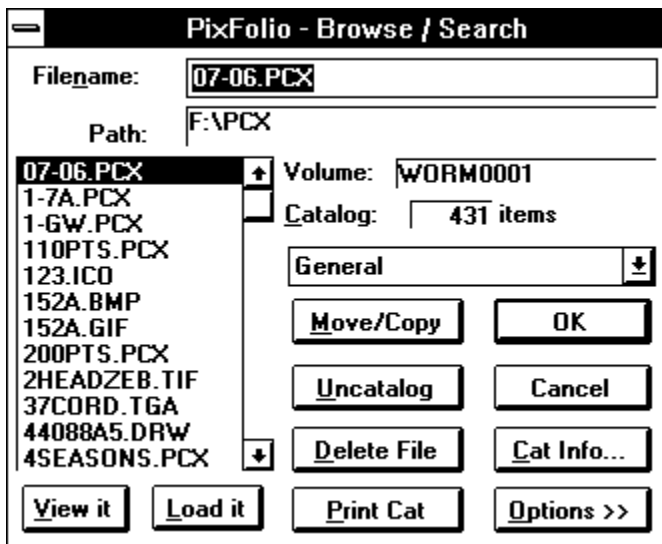 PixFolio - Browse / Search
Filename: 07-06.PCX
Path: F:\PCX
07-06.PCX
1-7A.PCX
1-GW.PCX
110PTS.PCX
123.ICO
152A.BMP
152A.GIF
200PTS.PCX
2HEADZEB.TIF
37CORD.TGA
44088A5.DRW
4SEASONS.PCX
Volume: WORM0001
Catalog: 431 items
General
Move/Copy OK
Uncatalog Cancel
Delete File Cat Info...
View it Load it Print Cat Options >>